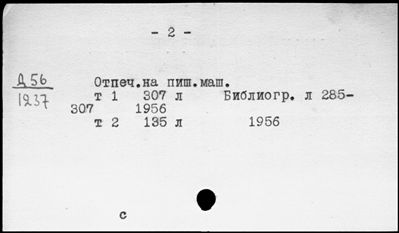 - 2 -
Д 56
1237
Отпеч.на пиш.маш.
т 1 307 л Библиогр. л 285-
307 1956
т 2 135 л 1956
с